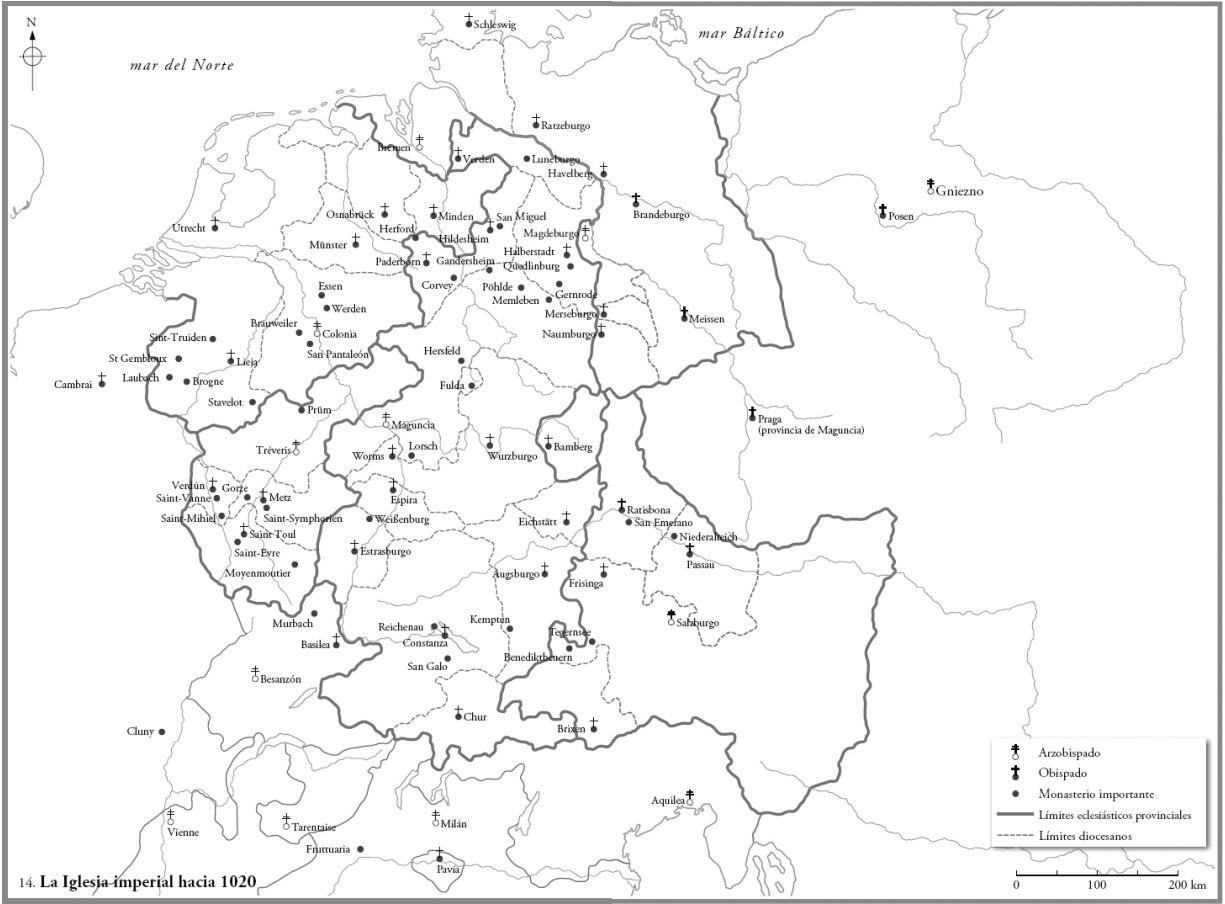 N
Schleswig
mar Báltico
mar del Norte
Ratzeburgo
Bremen
Verden
Luneburgo
Havelberg
Gniezno
Brandeburgo
Posen
Osnabrück
Minden
San Miguel
Utrecht
Herford
Hildesheim
Magdeburgo
Münster
Halberstadt
Paderborn
Gandersheim
Quedlinburg
Corvey
Pöhlde
Gernrode
Essen
Memleben
Werden
Merseburgo
Meissen
Brauweiler
Colonia
Naumburgo
Sint-Truiden
San Pantaleón
Hersfeld
St Gembloux
Lieja
Laubach
Brogne
Cambrai
Fulda
Stavelot
Prüm
Praga
(provincia de Maguncia)
Maguncia
Tréveris
Lorsch
Worms
Wurzburgo
Bamberg
Verdún
Gorze
Metz
Saint-Vanne
Espira
Saint-Mihiel
Saint-Symphorien
Weißenburg
Ratisbona
Eichstätt
San Emerano
Saint Toul
Niederalteich
Saint-Evre
Estrasburgo
Passau
Moyenmoutier
Augsburgo
Frisinga
Murbach
Reichenau
Kempten
Salzburgo
Tegernsee
Basilea
Constanza
Benediktbeuern
San Galo
Besanzón
Chur
Cluny
Brixen
Arzobispado
Obispado
Monasterio importante
Límites eclesiásticos provinciales
Límites diocesanos
Aquilea
Vienne
Tarentaise
Milán
Fruttuaria
Pavía
14. La Iglesia imperial hacia 1020
0 100 200 km